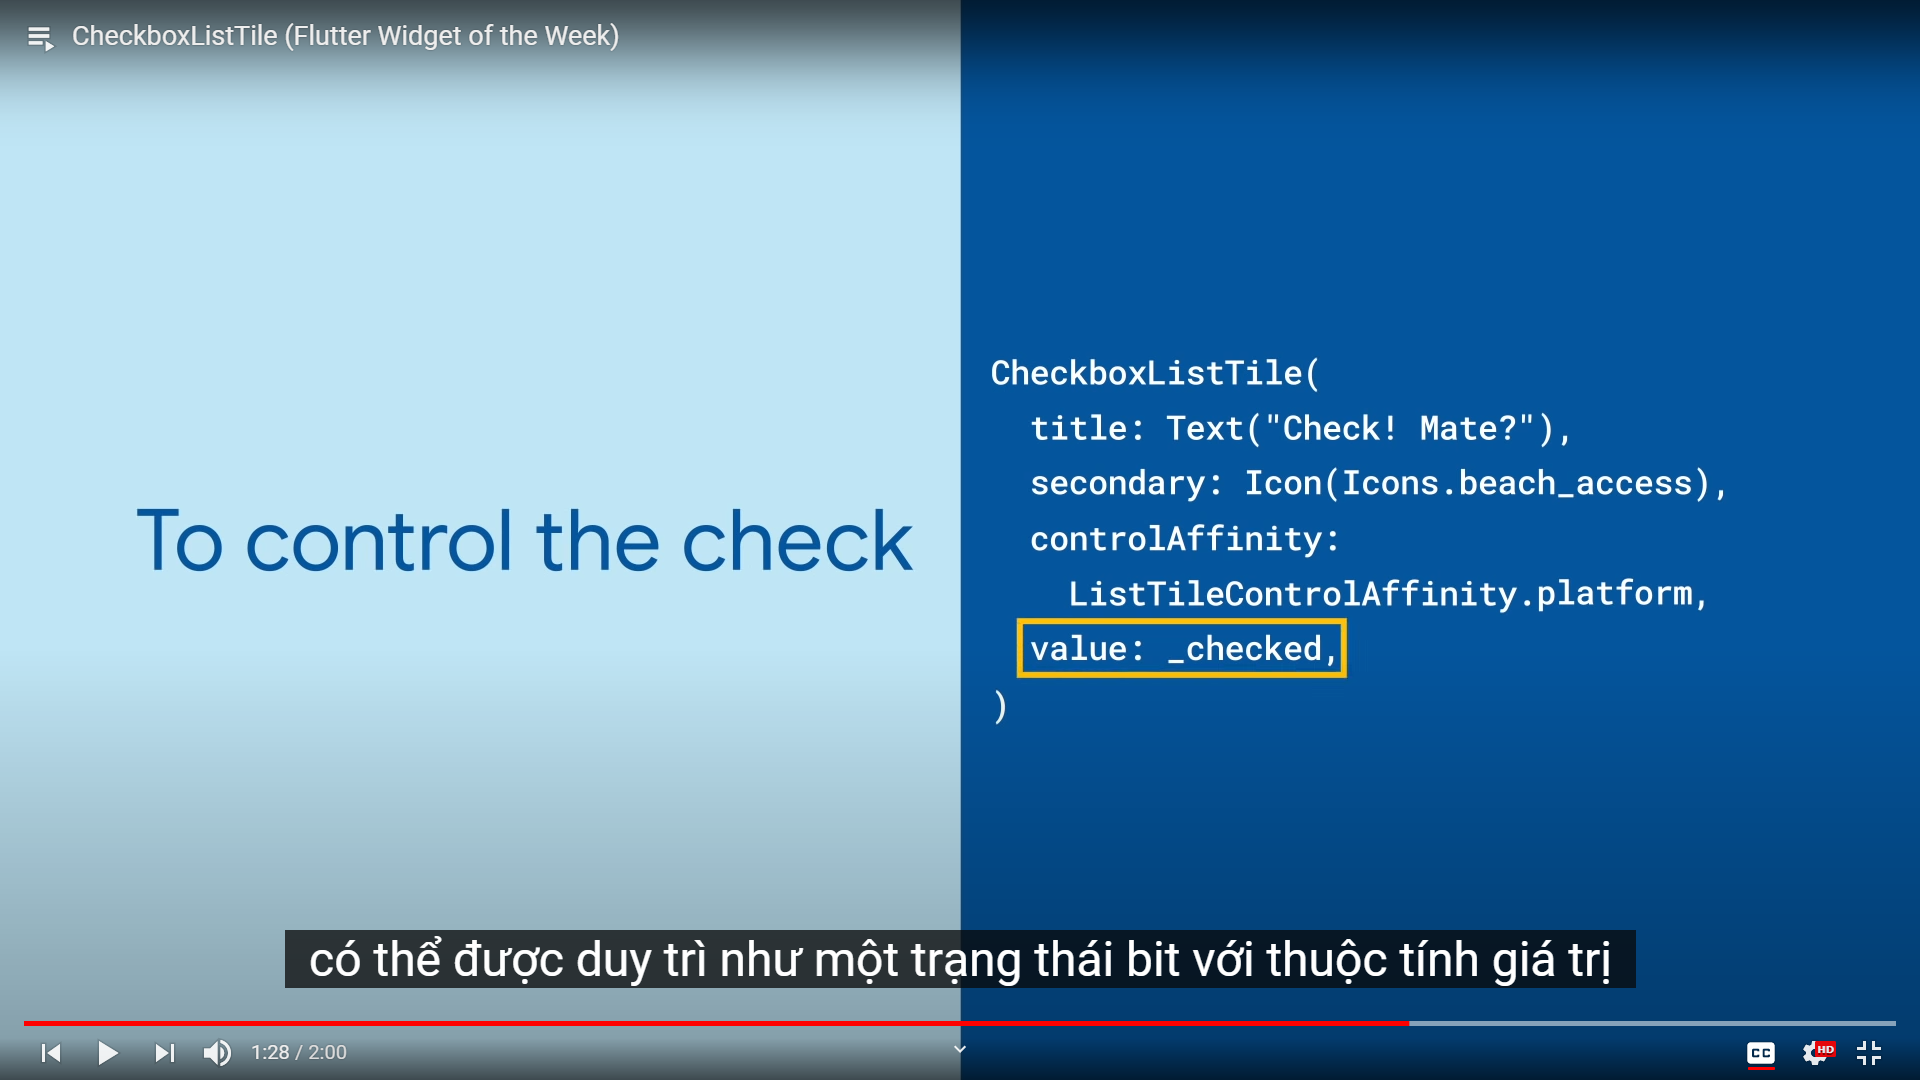 CheckboxListTile (Flutter Widget of the Week)
To control the check
CheckboxListTile(
title: Text("Check! Mate?"),
secondary: Icon(Icons.beach_access),
controlAffinity:
ListTileControlAffinity.platform,
value: _checked,
)
có thể được duy trì như một trạng thái bit với thuộc tính giá trị
1:28 / 2:00
CC
HD